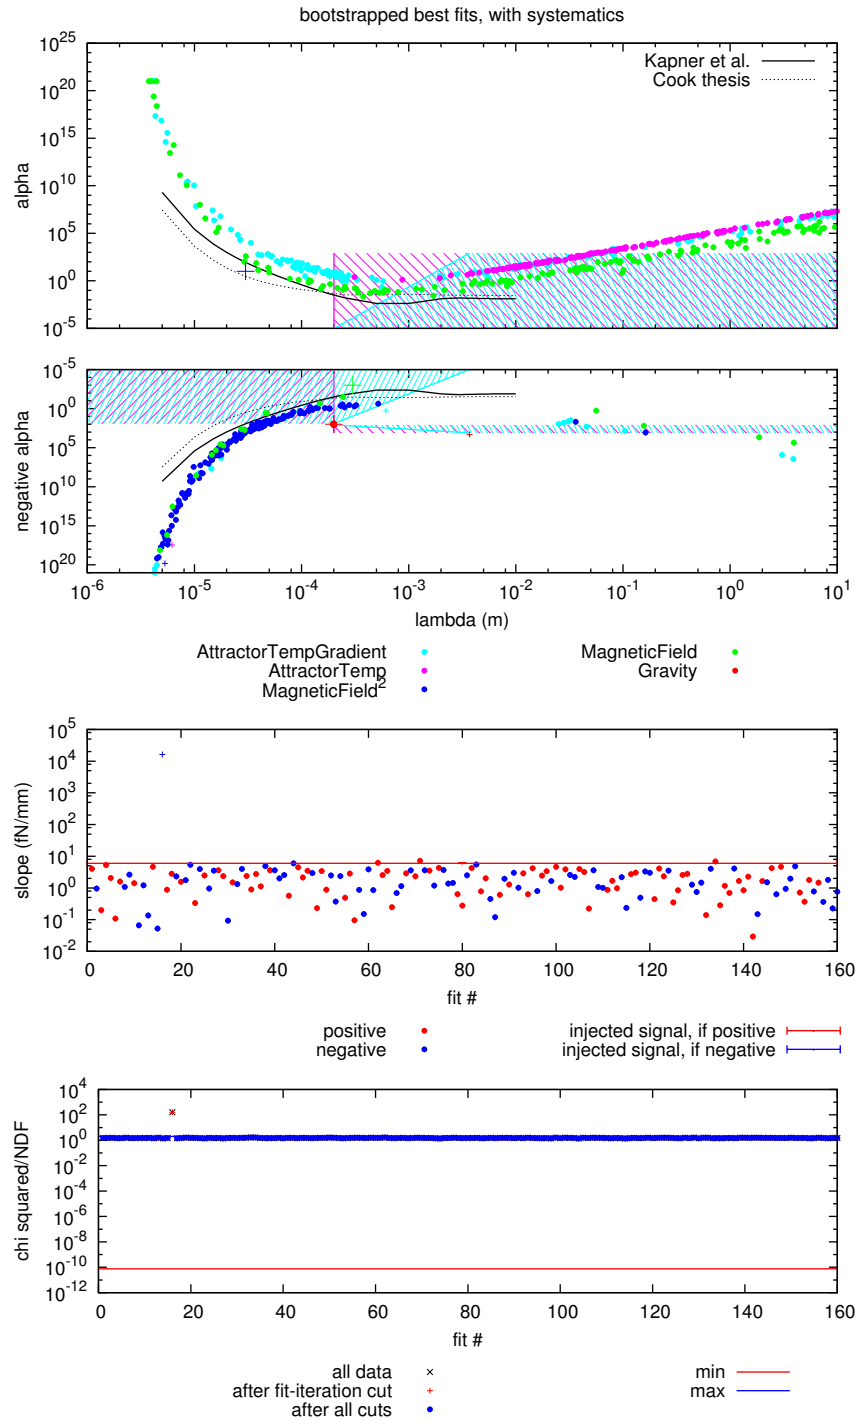 bootstrapped best fits, with systematics
10^25
10^20
10^15
10^10
10^5
10^0
10^-5
alpha
Kapner et al.
Cook thesis
10^-5
10^0
10^5
10^10
10^15
10^20
negative alpha
10^-6 10^-5 10^-4 10^-3 10^-2 10^-1 10^0 10^1
lambda (m)
AttractorTempGradient MagneticField
AttractorTemp Gravity
MagneticField^2
10^5
10^4
10^3
10^2
10^1
10^0
10^-1
10^-2
slope (fN/mm)
0 20 40 60 80 100 120 140 160
fit #
positive injected signal, if positive
negative injected signal, if negative
10^4
10^2
10^0
10^-2
10^-4
10^-6
10^-8
10^-10
10^-12
chi squared/NDF
0 20 40 60 80 100 120 140 160
fit #
all data min
after fit-iteration cut max
after all cuts